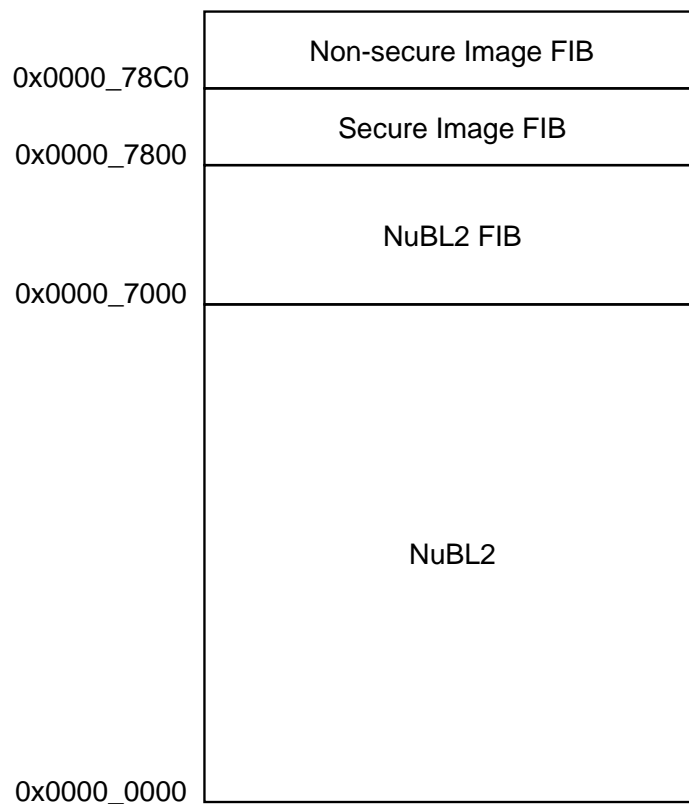 Non-secure Image FIB
0x0000_78C0
Secure Image FIB
0x0000_7800
NuBL2 FIB
0x0000_7000
NuBL2
0x0000_0000